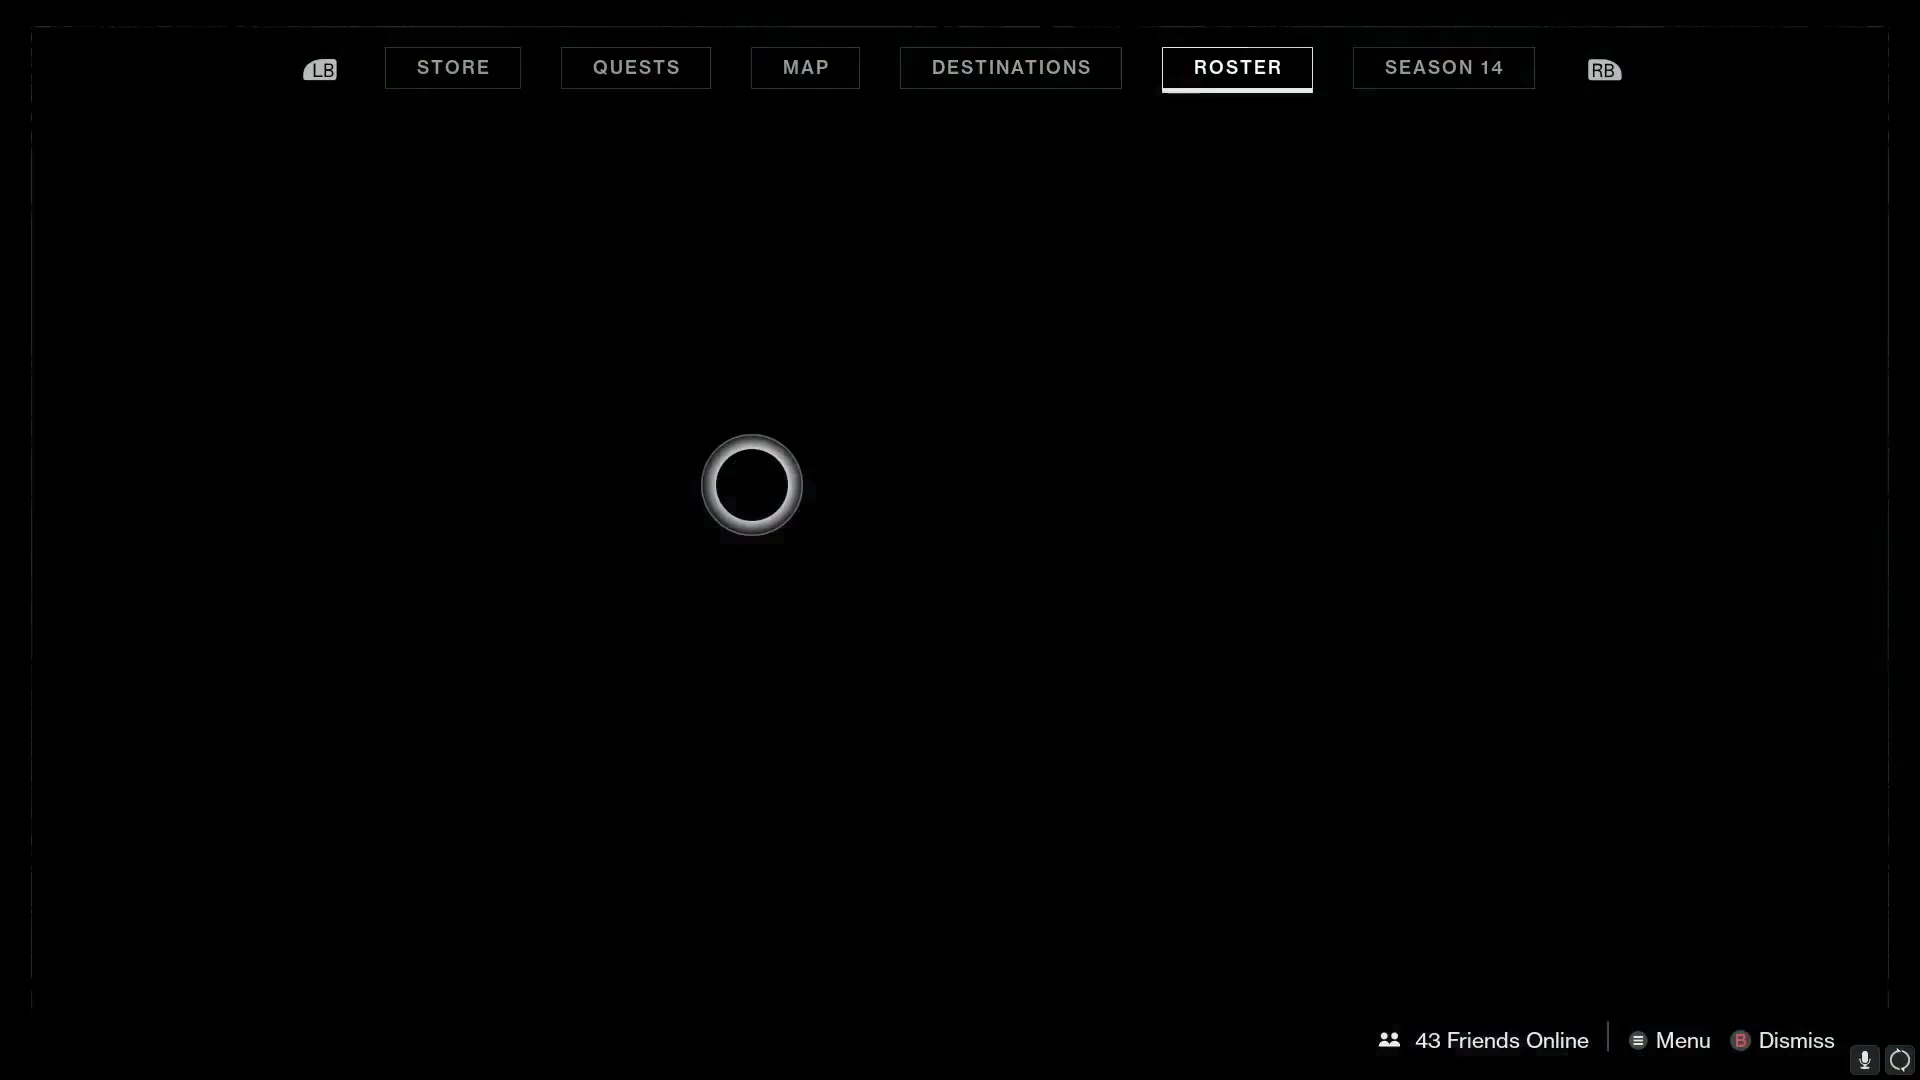 LB STORE QUESTS MAP DESTINATIONS ROSTER SEASON 14 RB
43 Friends Online Menu B Dismiss